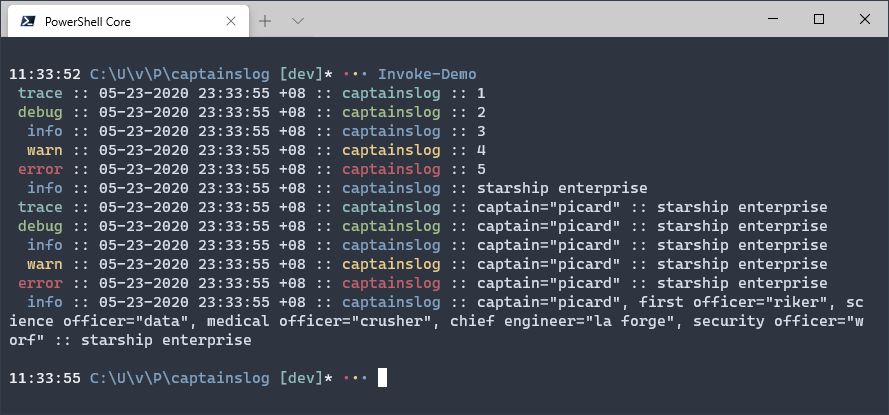 PowerShell Core
11:33:52 C:\U\v\P\captainslog [dev]* ··· Invoke-Demo
trace :: 05-23-2020 23:33:55 +08 :: captainslog :: 1
debug :: 05-23-2020 23:33:55 +08 :: captainslog :: 2
info :: 05-23-2020 23:33:55 +08 :: captainslog :: 3
warn :: 05-23-2020 23:33:55 +08 :: captainslog :: 4
error :: 05-23-2020 23:33:55 +08 :: captainslog :: 5
info :: 05-23-2020 23:33:55 +08 :: captainslog :: starship enterprise
trace :: 05-23-2020 23:33:55 +08 :: captainslog :: captain="picard" :: starship enterprise
debug :: 05-23-2020 23:33:55 +08 :: captainslog :: captain="picard" :: starship enterprise
info :: 05-23-2020 23:33:55 +08 :: captainslog :: captain="picard" :: starship enterprise
warn :: 05-23-2020 23:33:55 +08 :: captainslog :: captain="picard" :: starship enterprise
error :: 05-23-2020 23:33:55 +08 :: captainslog :: captain="picard" :: starship enterprise
info :: 05-23-2020 23:33:55 +08 :: captainslog :: captain="picard", first officer="riker", sc
ience officer="data", medical officer="crusher", chief engineer="la forge", security officer="w
orf" :: starship enterprise
11:33:55 C:\U\v\P\captainslog [dev]* ···